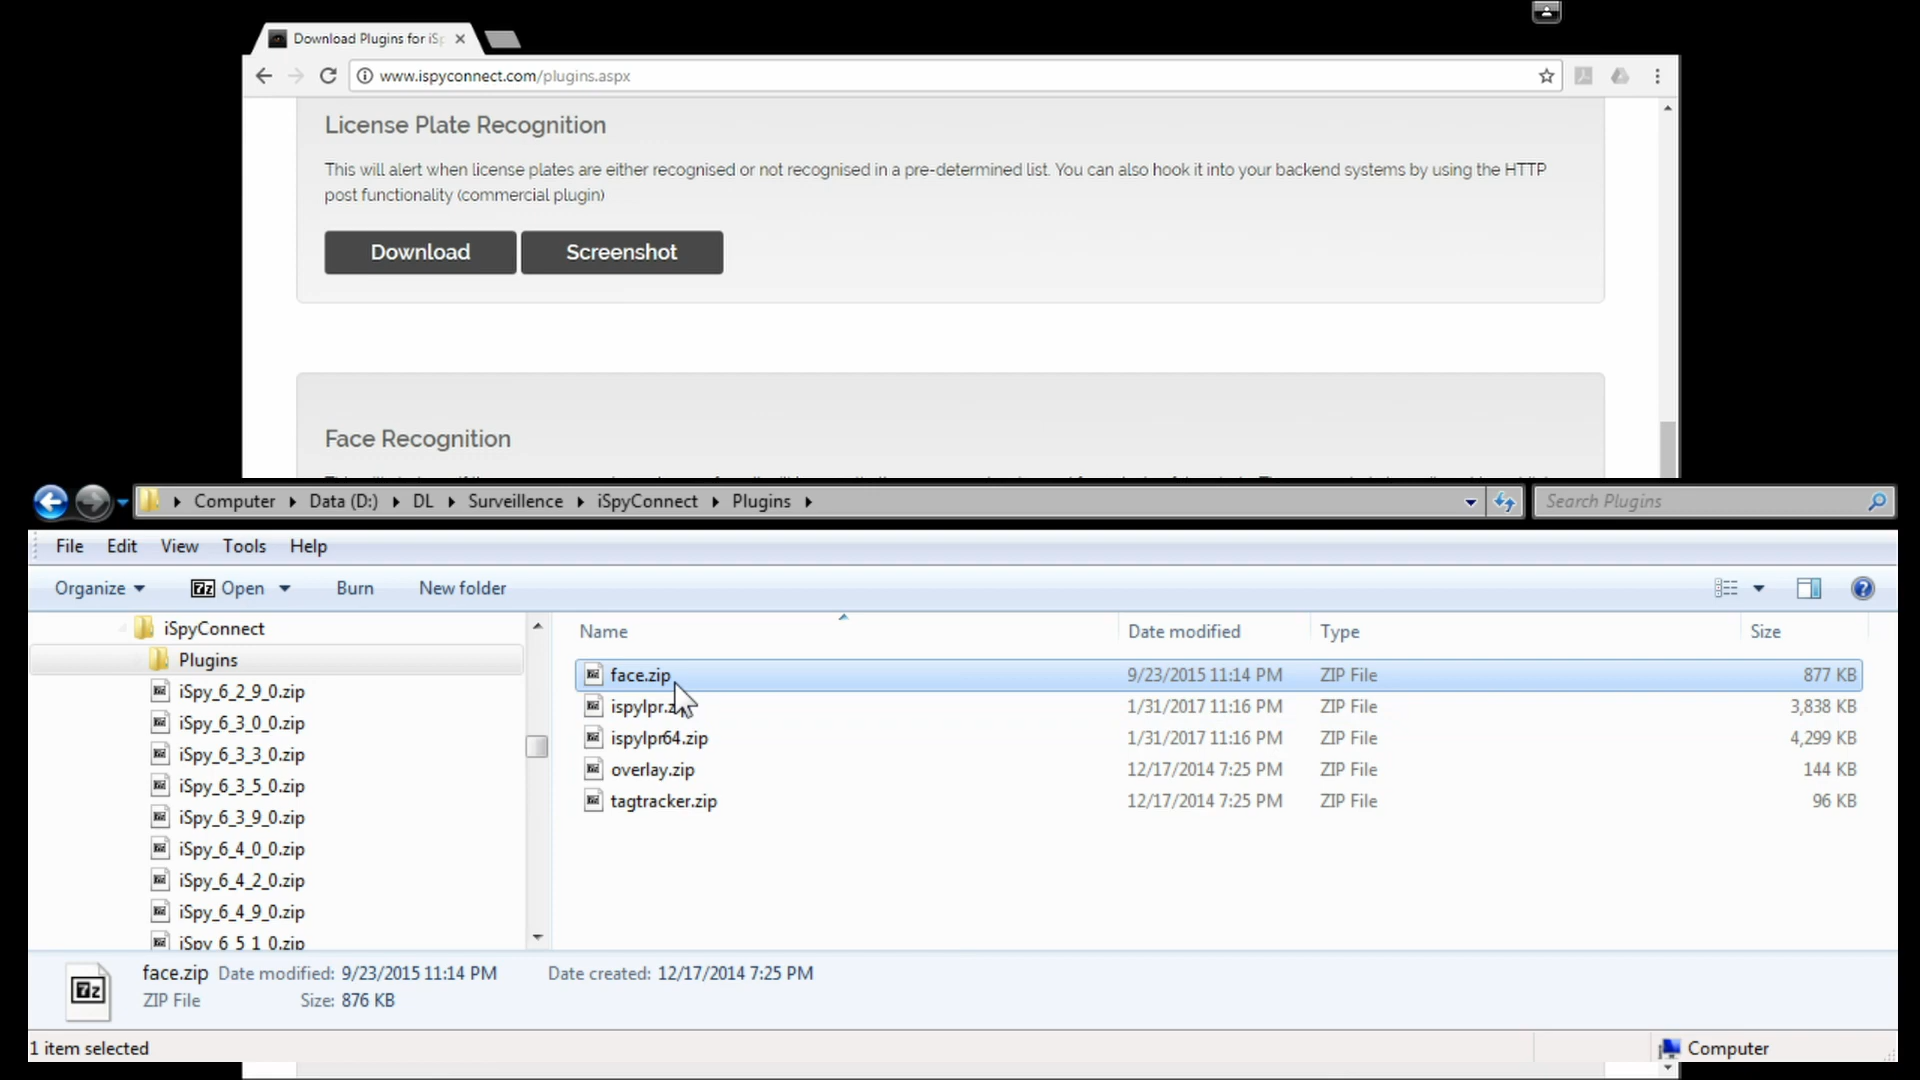 Download Plugins for iSp
www.ispyconnect.com/plugins.aspx
License Plate Recognition
This will alert when license plates are either recognised or not recognised in a pre-determined list. You can also hook it into your backend systems by using the HTTP
post functionality (commercial plugin)
Download Screenshot
Face Recognition
Computer Data (D:) DL Surveillence iSpyConnect Plugins Search Plugins
File Edit View Tools Help
Organize 7z Open Burn New folder
iSpyConnect
Plugins
iSpy_6_2_9_0.zip
iSpy_6_3_0_0.zip
iSpy_6_3_3_0.zip
iSpy_6_3_5_0.zip
iSpy_6_3_9_0.zip
iSpy_6_4_0_0.zip
iSpy_6_4_2_0.zip
iSpy_6_4_9_0.zip
iSpy_6_5_1_0.zip
Name Date modified Type Size
face.zip 9/23/2015 11:14 PM ZIP File 877 KB
ispylpr.z 1/31/2017 11:16 PM ZIP File 3,838 KB
ispylpr64.zip 1/31/2017 11:16 PM ZIP File 4,299 KB
overlay.zip 12/17/2014 7:25 PM ZIP File 144 KB
tagtracker.zip 12/17/2014 7:25 PM ZIP File 96 KB
7z
face.zip Date modified: 9/23/2015 11:14 PM Date created: 12/17/2014 7:25 PM
ZIP File Size: 876 KB
1 item selected Computer